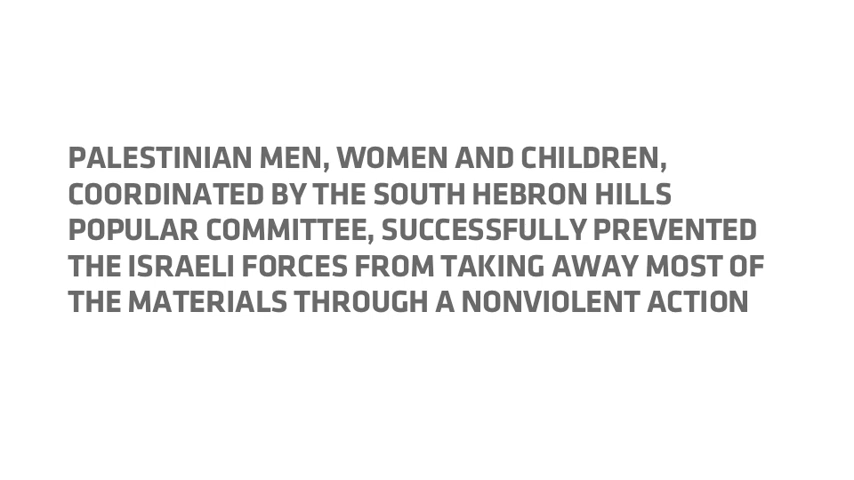 PALESTINIAN MEN, WOMEN AND CHILDREN,
COORDINATED BY THE SOUTH HEBRON HILLS
POPULAR COMMITTEE, SUCCESSFULLY PREVENTED
THE ISRAELI FORCES FROM TAKING AWAY MOST OF
THE MATERIALS THROUGH A NONVIOLENT ACTION